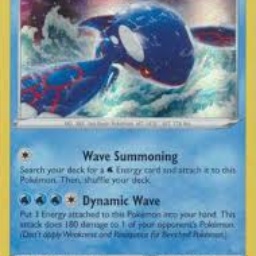 Wave Summoning
Search your deck for a Energy card and attach it to this
Pokémon. Then, shuffle your deck.
Dynamic Wave
Put 3 Energy attached to this Pokémon into your hand. This
attack does 180 damage to 1 of your opponent's Pokémon.
(Don't apply Weakness and Resistance for Benched Pokémon.)